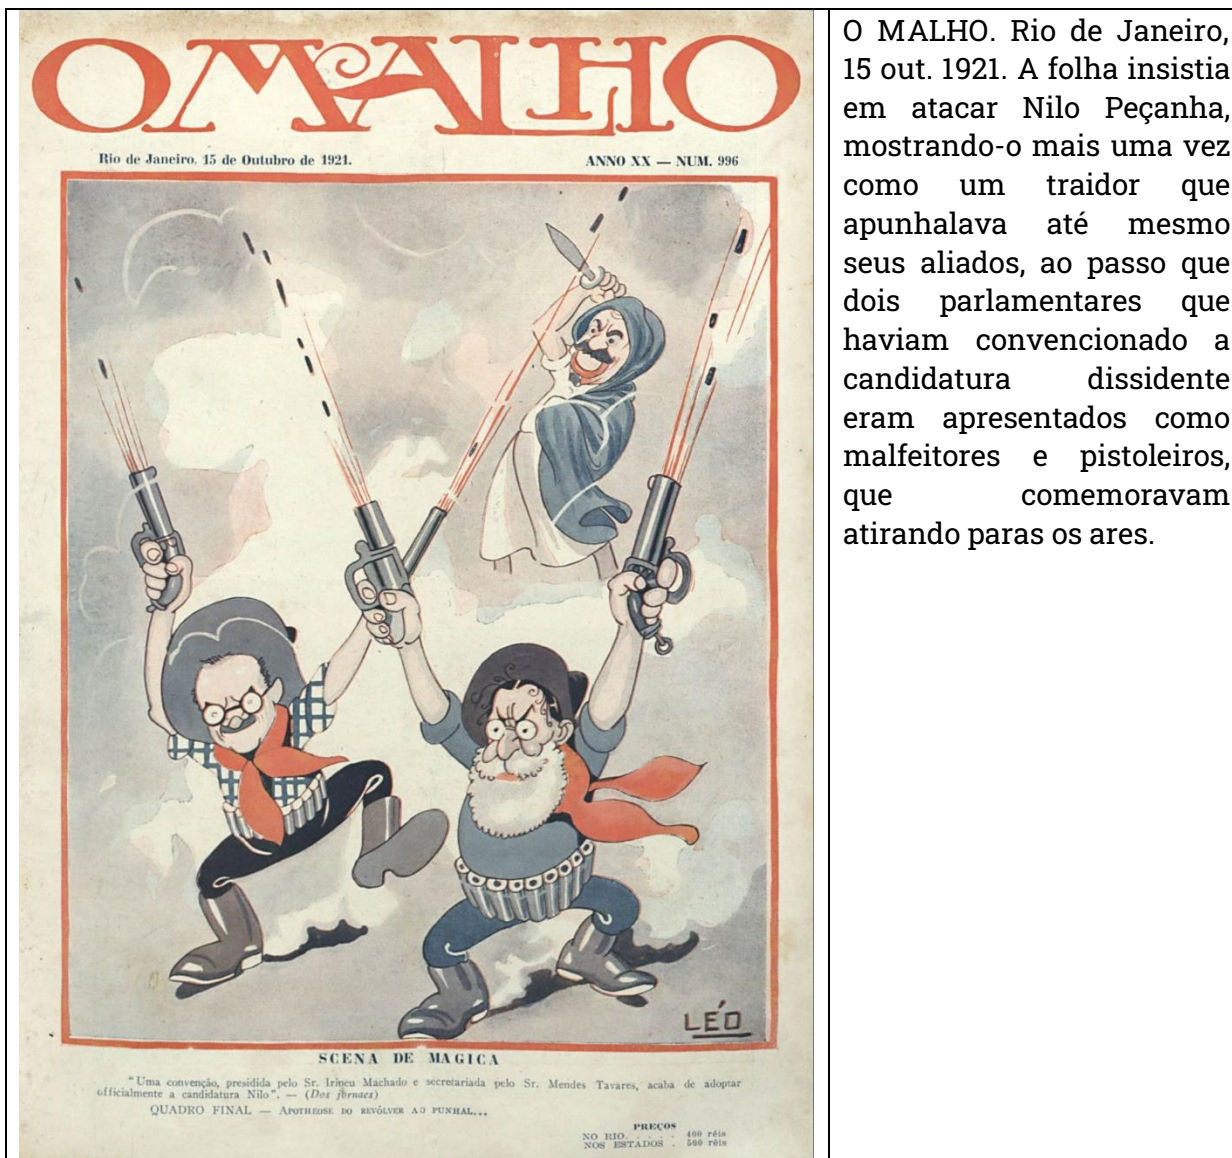 O MALHO
Rio de Janeiro, 15 de Outubro de 1921.
ANNO XX — NUM. 996
LÉO
SCENA DE MAGICA
"Uma convenção, presidida pelo Sr. Irineu Machado e secretariada pelo Sr. Mendes Tavares, acaba de adoptar
officialmente a candidatura Nilo". — (Dos jornaes)
QUADRO FINAL — APOTHEOSE DO REVÓLVER AO PUNHAL...
PREÇOS
NO RIO. . . . . 400 réis
NOS ESTADOS . 500 réis
O MALHO. Rio de Janeiro,
15 out. 1921. A folha insistia
em atacar Nilo Peçanha,
mostrando-o mais uma vez
como um traidor que
apunhalava até mesmo
seus aliados, ao passo que
dois parlamentares que
haviam convencionado a
candidatura dissidente
eram apresentados como
malfeitores e pistoleiros,
que comemoravam
atirando paras os ares.